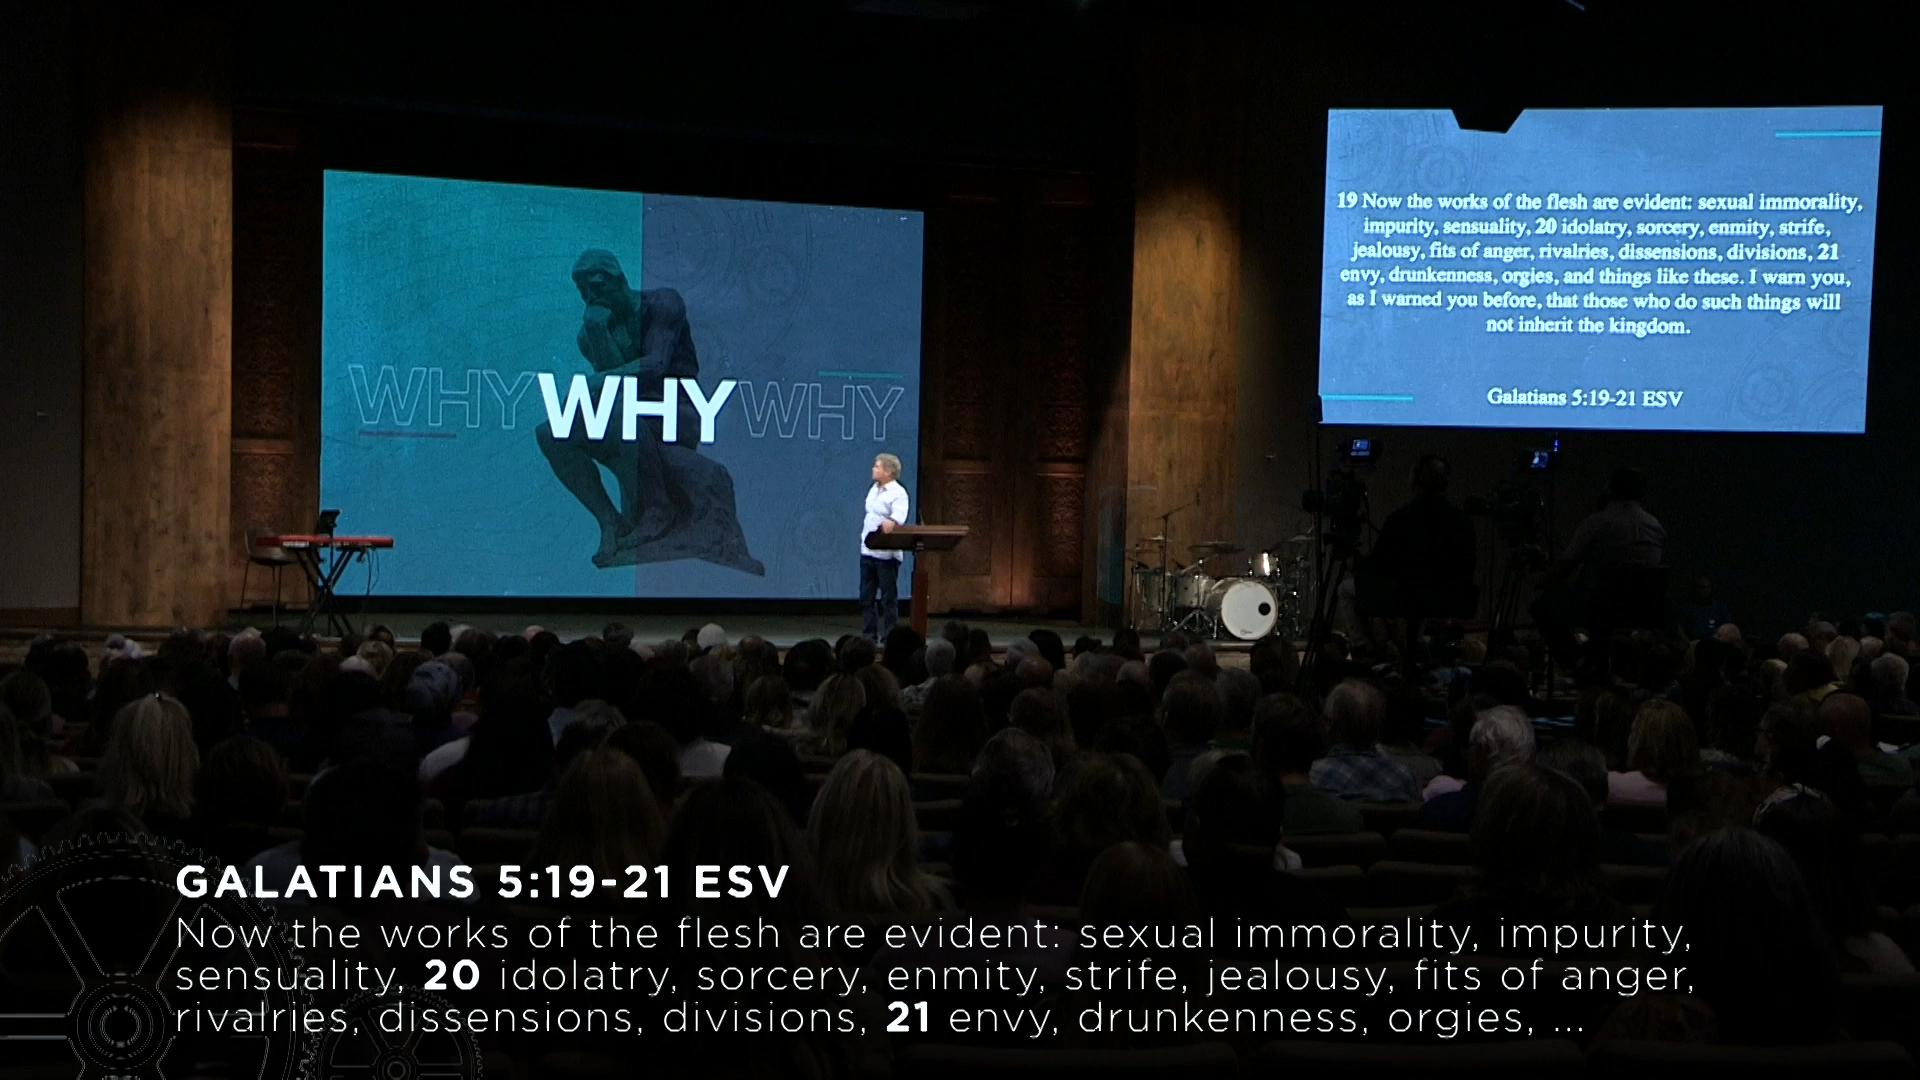 WHY WHY WHY
19 Now the works of the flesh are evident: sexual immorality,
impurity, sensuality, 20 idolatry, sorcery, enmity, strife,
jealousy, fits of anger, rivalries, dissensions, divisions, 21
envy, drunkenness, orgies, and things like these. I warn you,
as I warned you before, that those who do such things will
not inherit the kingdom.
Galatians 5:19-21 ESV
GALATIANS 5:19-21 ESV
Now the works of the flesh are evident: sexual immorality, impurity,
sensuality, 20 idolatry, sorcery, enmity, strife, jealousy, fits of anger,
rivalries, dissensions, divisions, 21 envy, drunkenness, orgies, ...